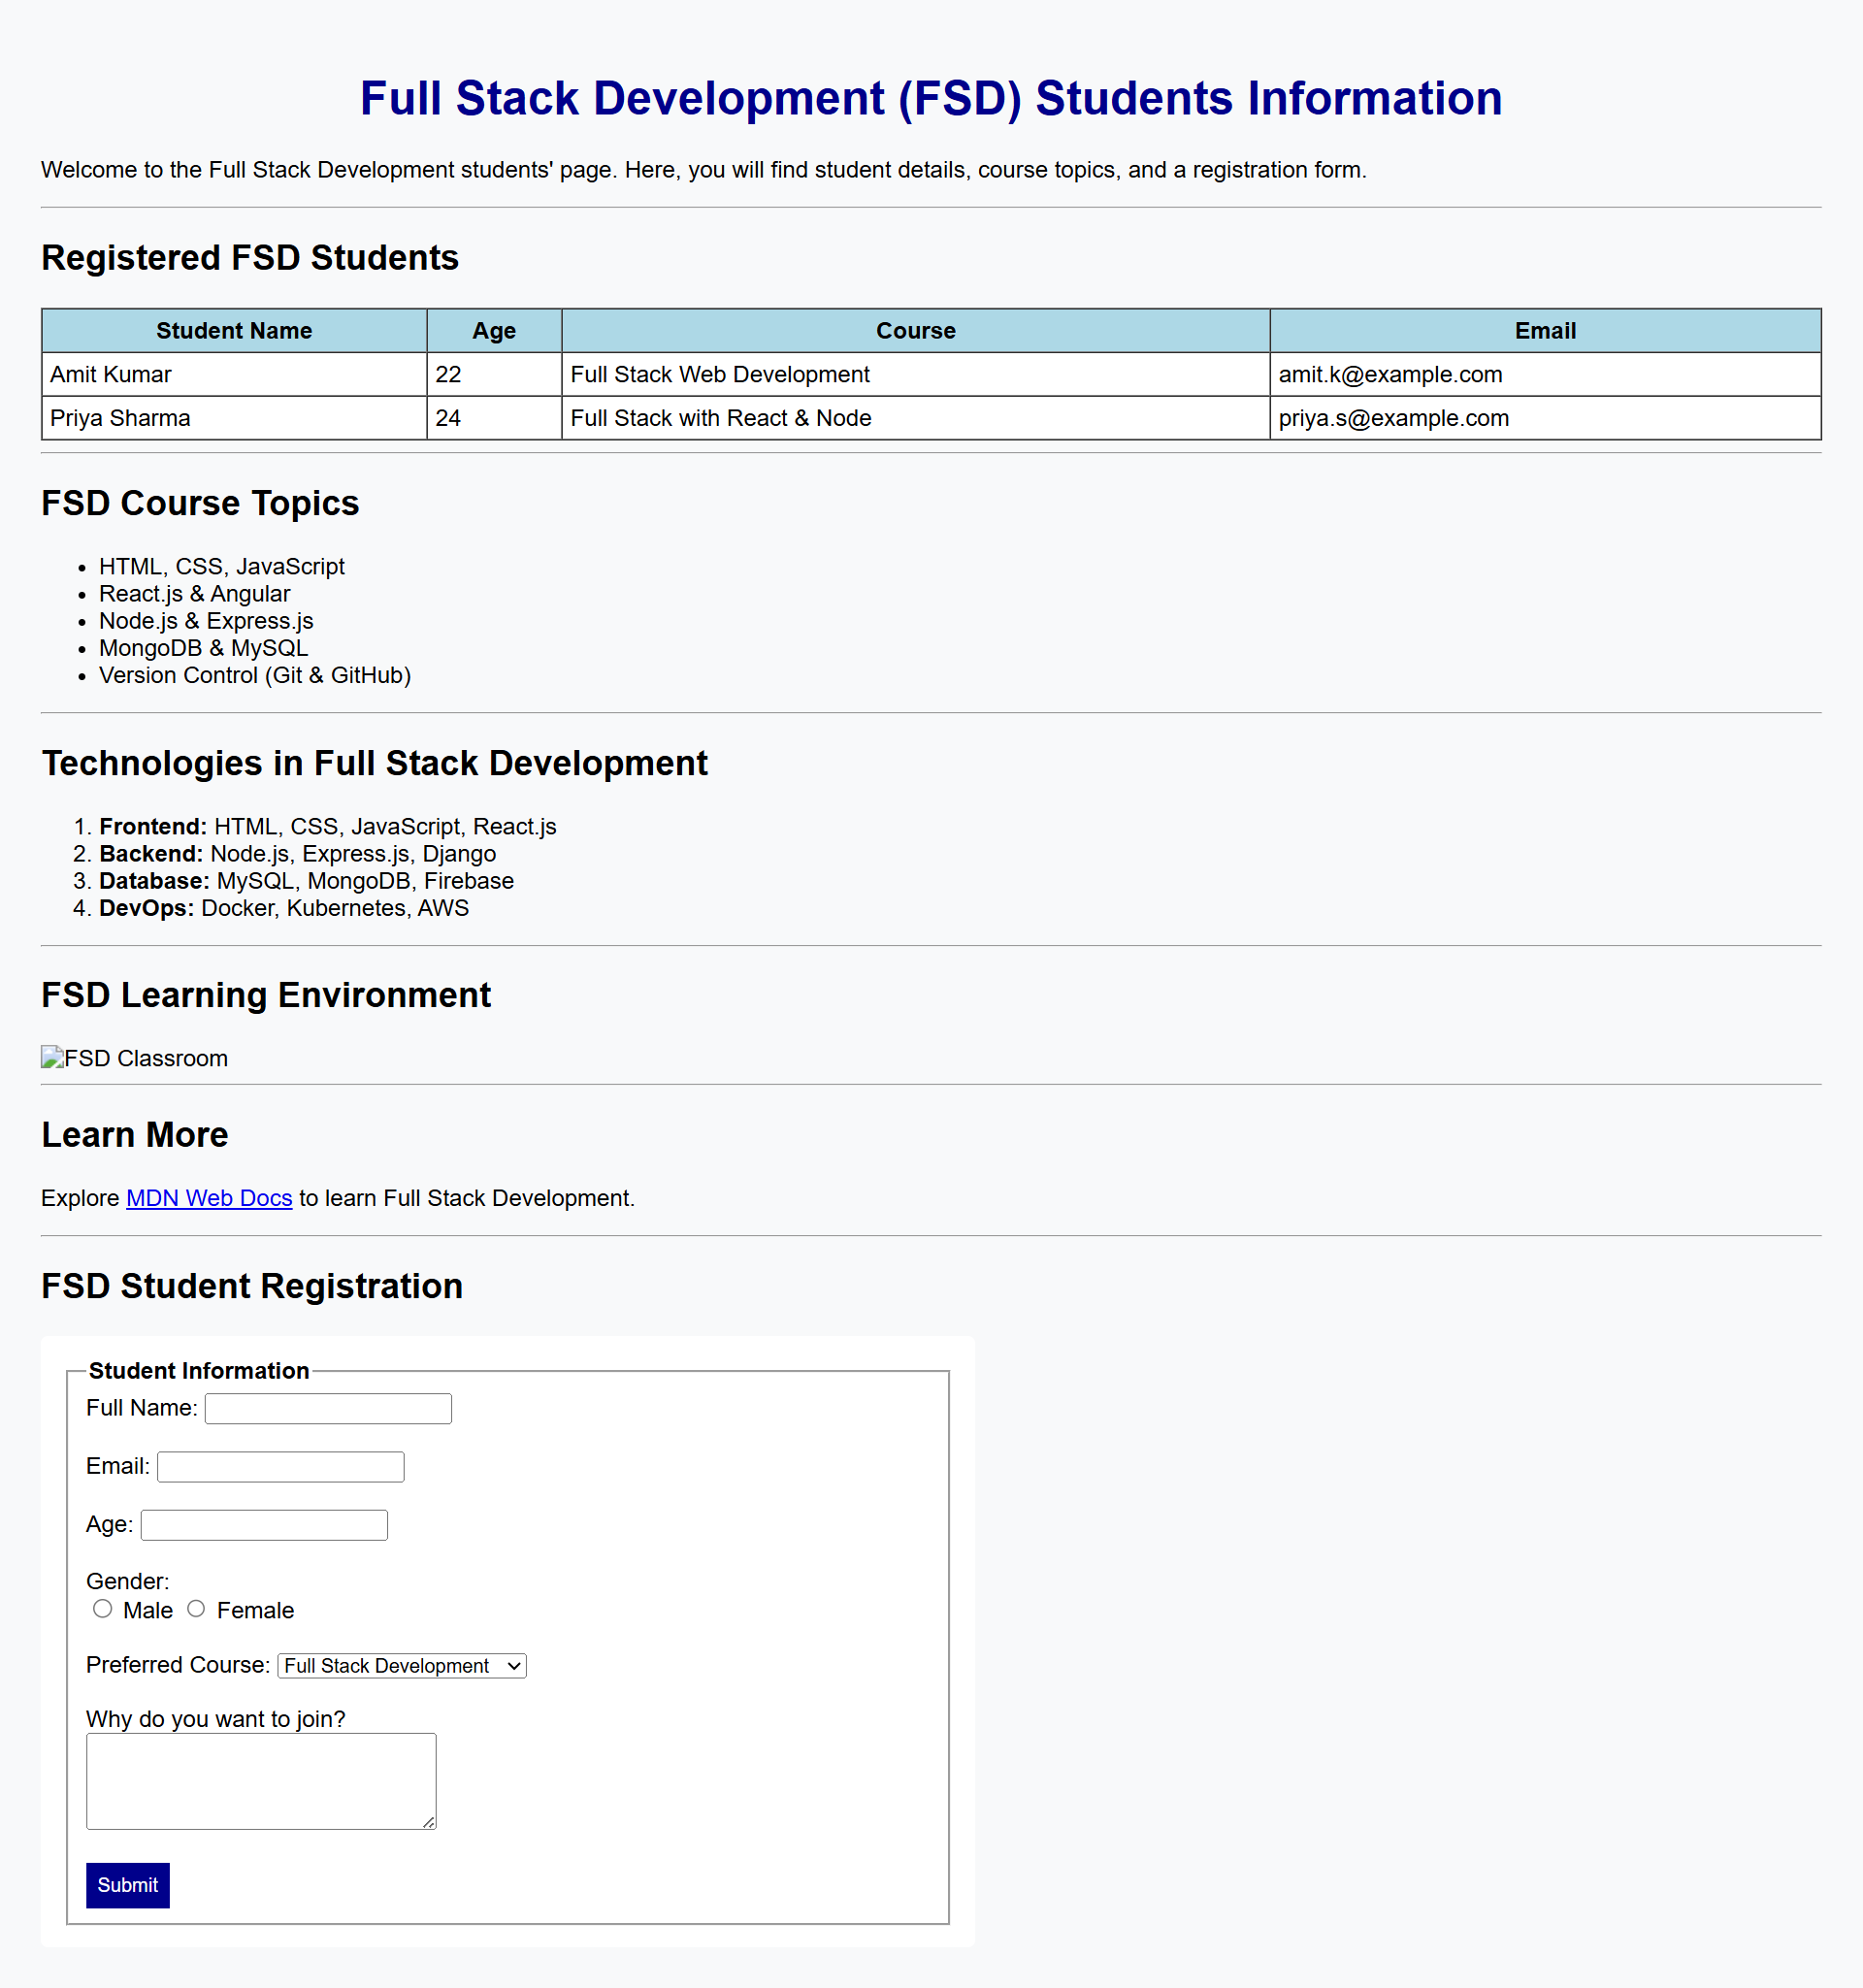 Full Stack Development (FSD) Students Information
Welcome to the Full Stack Development students' page. Here, you will find student details, course topics, and a registration form.
Registered FSD Students
Student Name Age Course Email
Amit Kumar 22 Full Stack Web Development amit.k@example.com
Priya Sharma 24 Full Stack with React & Node priya.s@example.com
FSD Course Topics
• HTML, CSS, JavaScript
• React.js & Angular
• Node.js & Express.js
• MongoDB & MySQL
• Version Control (Git & GitHub)
Technologies in Full Stack Development
1. Frontend: HTML, CSS, JavaScript, React.js
2. Backend: Node.js, Express.js, Django
3. Database: MySQL, MongoDB, Firebase
4. DevOps: Docker, Kubernetes, AWS
FSD Learning Environment
FSD Classroom
Learn More
Explore MDN Web Docs to learn Full Stack Development.
FSD Student Registration
Student Information
Full Name:
Email:
Age:
Gender:
Male Female
Preferred Course: Full Stack Development
Why do you want to join?
Submit